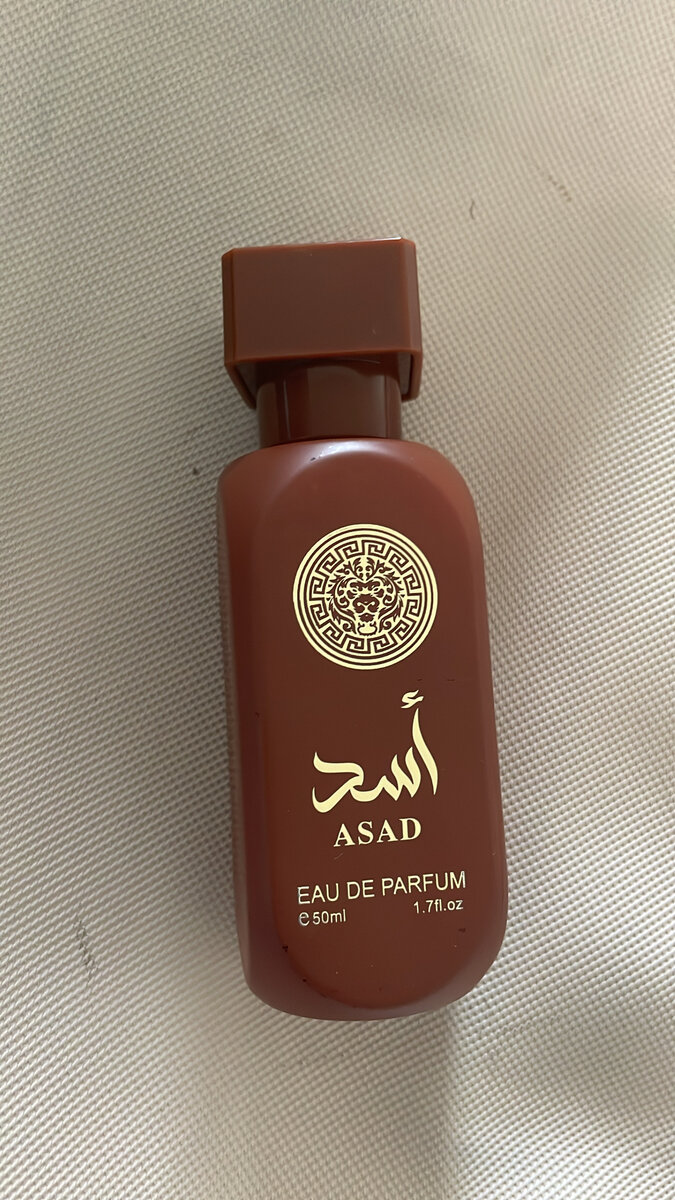 أسد
ASAD
EAU DE PARFUM
℮50ml 1.7fl.oz